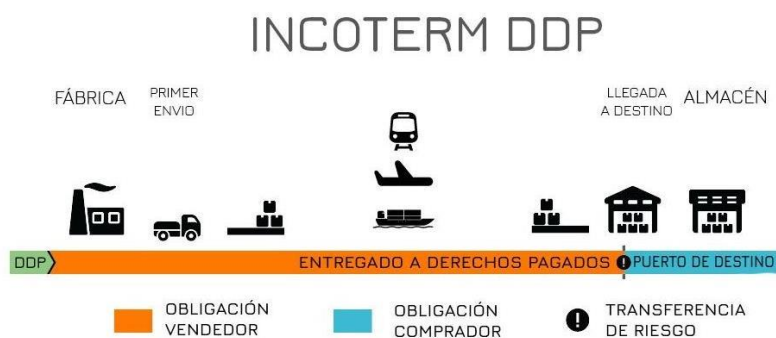 INCOTERM DDP
FÁBRICA
PRIMER
ENVIO
LLEGADA
A DESTINO
ALMACÉN
DDP
ENTREGADO A DERECHOS PAGADOS
PUERTO DE DESTINO
OBLIGACIÓN
VENDEDOR
OBLIGACIÓN
COMPRADOR
TRANSFERENCIA
DE RIESGO